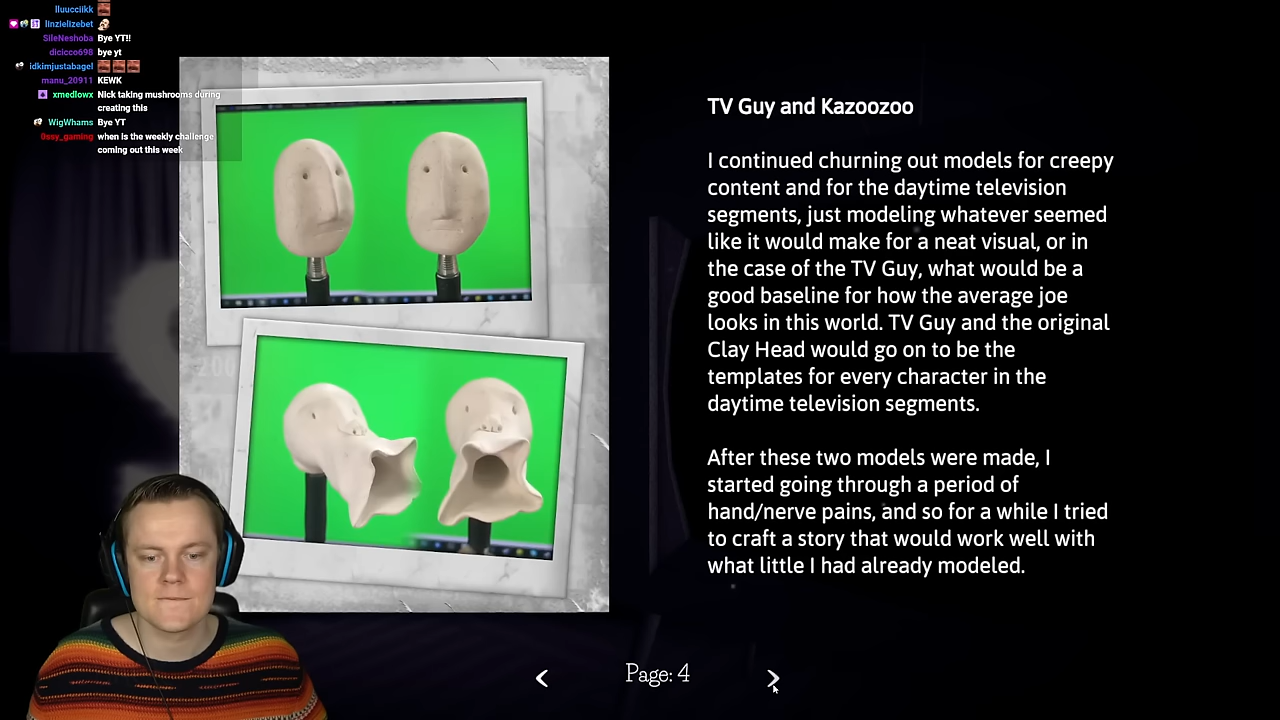 lluucciikk
linzielizebet
SileNeshoba Bye YT!!
dicicco698 bye yt
idkimjustabagel
manu_20911 KEWK
xmedlowx Nick taking mushrooms during
creating this
WigWhams Bye YT
0ssy_gaming when is the weekly challenge
coming out this week
TV Guy and Kazoozoo
I continued churning out models for creepy
content and for the daytime television
segments, just modeling whatever seemed
like it would make for a neat visual, or in
the case of the TV Guy, what would be a
good baseline for how the average joe
looks in this world. TV Guy and the original
Clay Head would go on to be the
templates for every character in the
daytime television segments.
After these two models were made, I
started going through a period of
hand/nerve pains, and so for a while I tried
to craft a story that would work well with
what little I had already modeled.
Page: 4